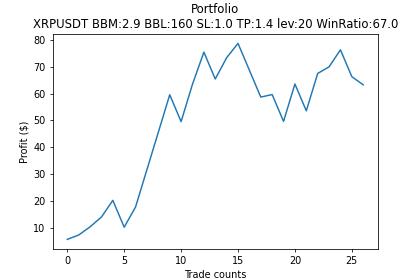 Portfolio
XRPUSDT BBM:2.9 BBL:160 SL:1.0 TP:1.4 lev:20 WinRatio:67.0
80
70
60
50
40
30
20
10
Profit ($)
0 5 10 15 20 25
Trade counts